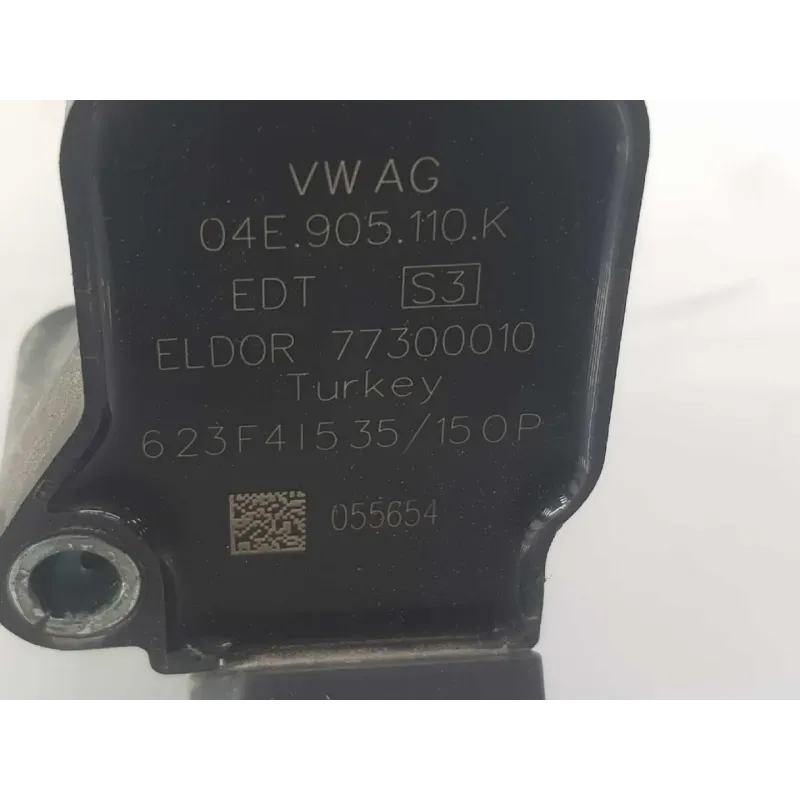 VW AG
04E.905.110.K
EDT S3
ELDOR 77300010
Turkey
623F41535/150P
055654